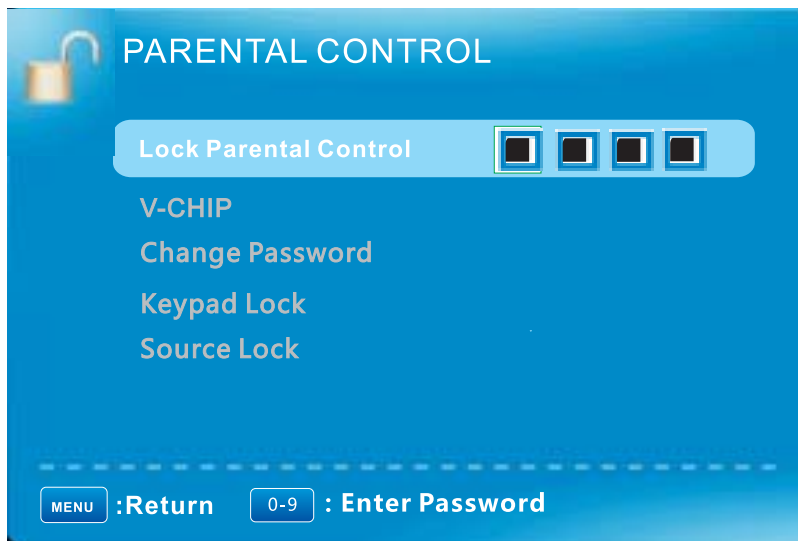 PARENTAL CONTROL
Lock Parental Control
V-CHIP
Change Password
Keypad Lock
Source Lock
MENU :Return 0-9 : Enter Password